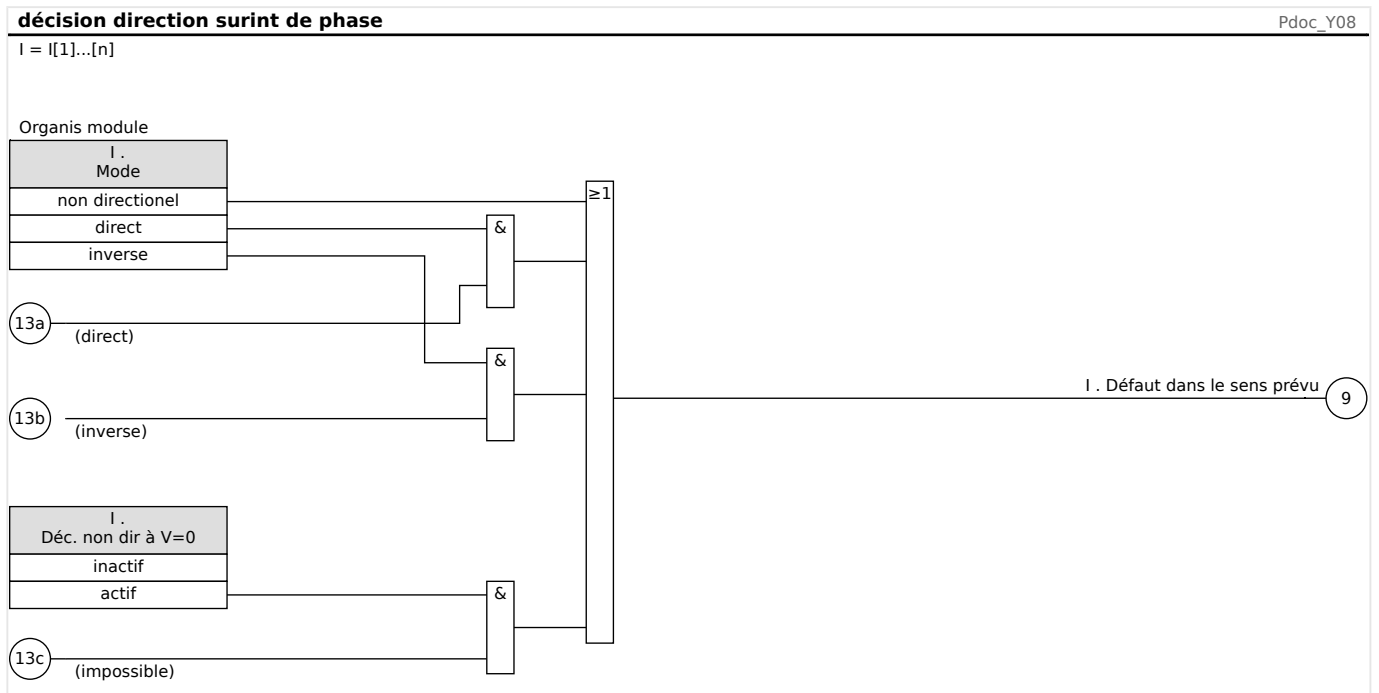 décision direction surint de phase
Pdoc_Y08
I = I[1]...[n]
Organis module
I .
Mode
non directionel
direct
inverse
≥1
&
13a
(direct)
&
13b
(inverse)
I . Défaut dans le sens prévu
9
I .
Déc. non dir à V=0
inactif
actif
&
13c
(impossible)